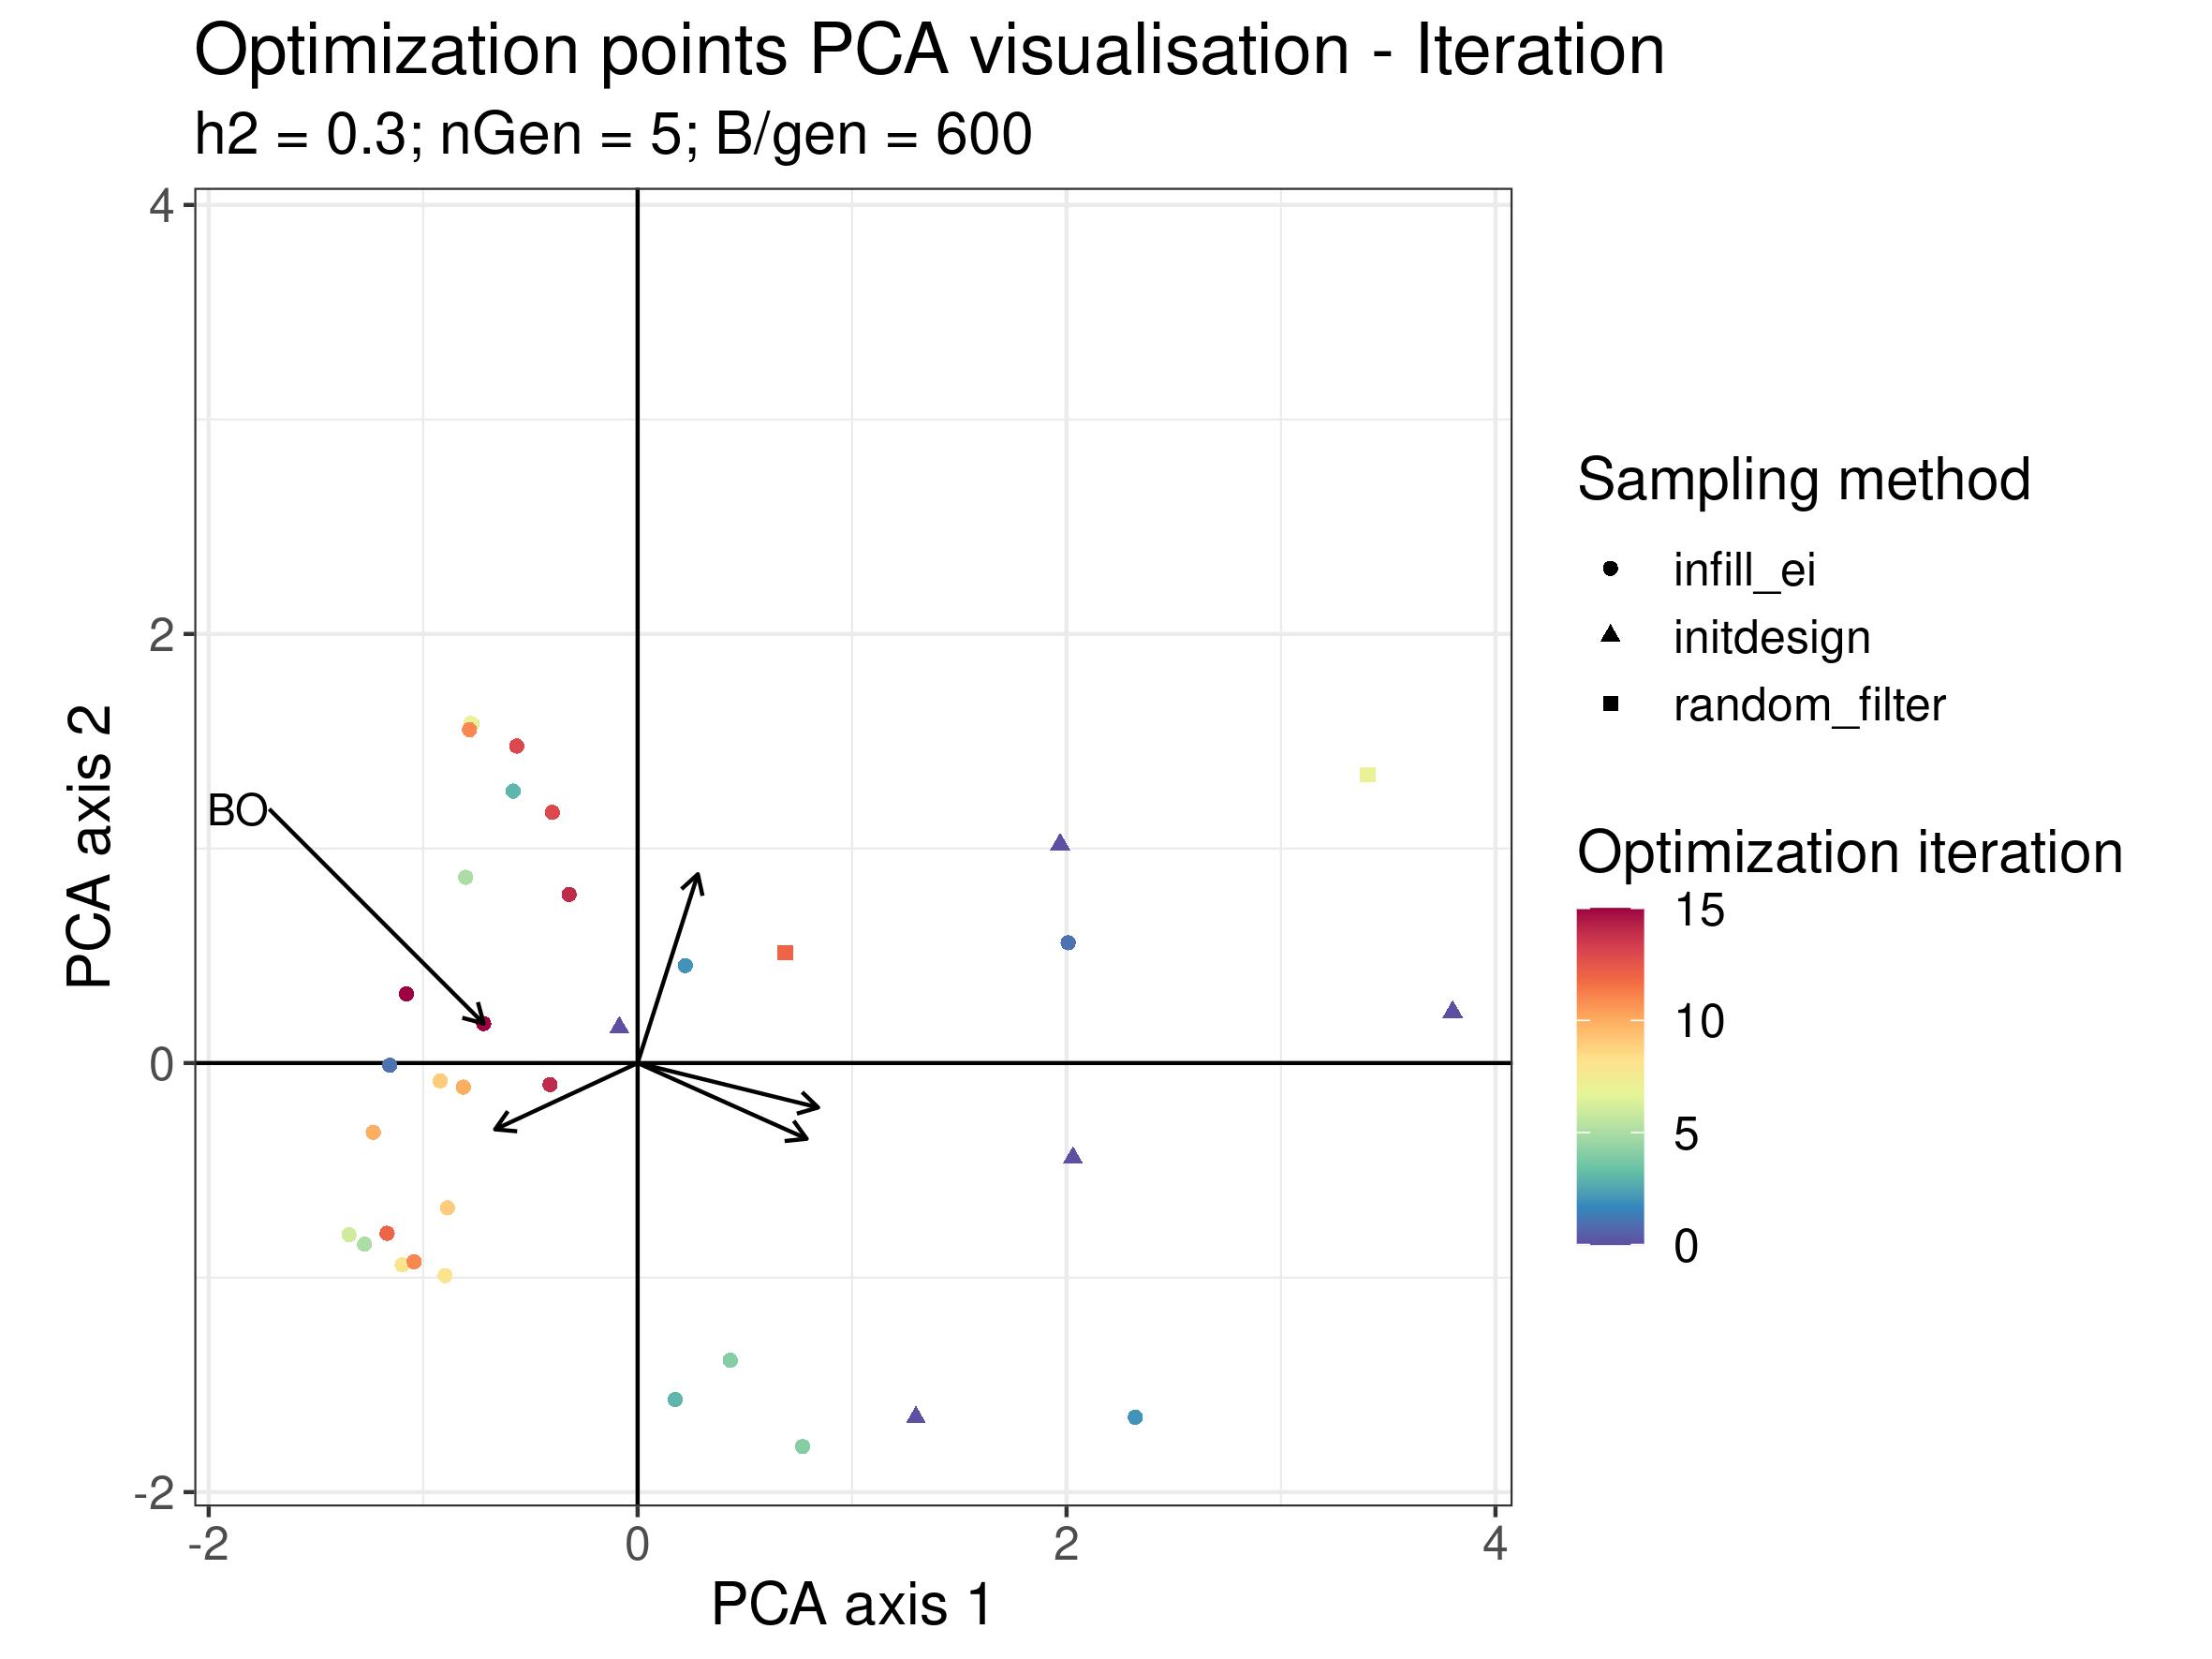 Optimization points PCA visualisation - Iteration
h2 = 0.3; nGen = 5; B/gen = 600
4
2
0
-2
PCA axis 2
BO
-2 0 2 4
PCA axis 1
Sampling method
infill_ei
initdesign
random_filter
Optimization iteration
15
10
5
0